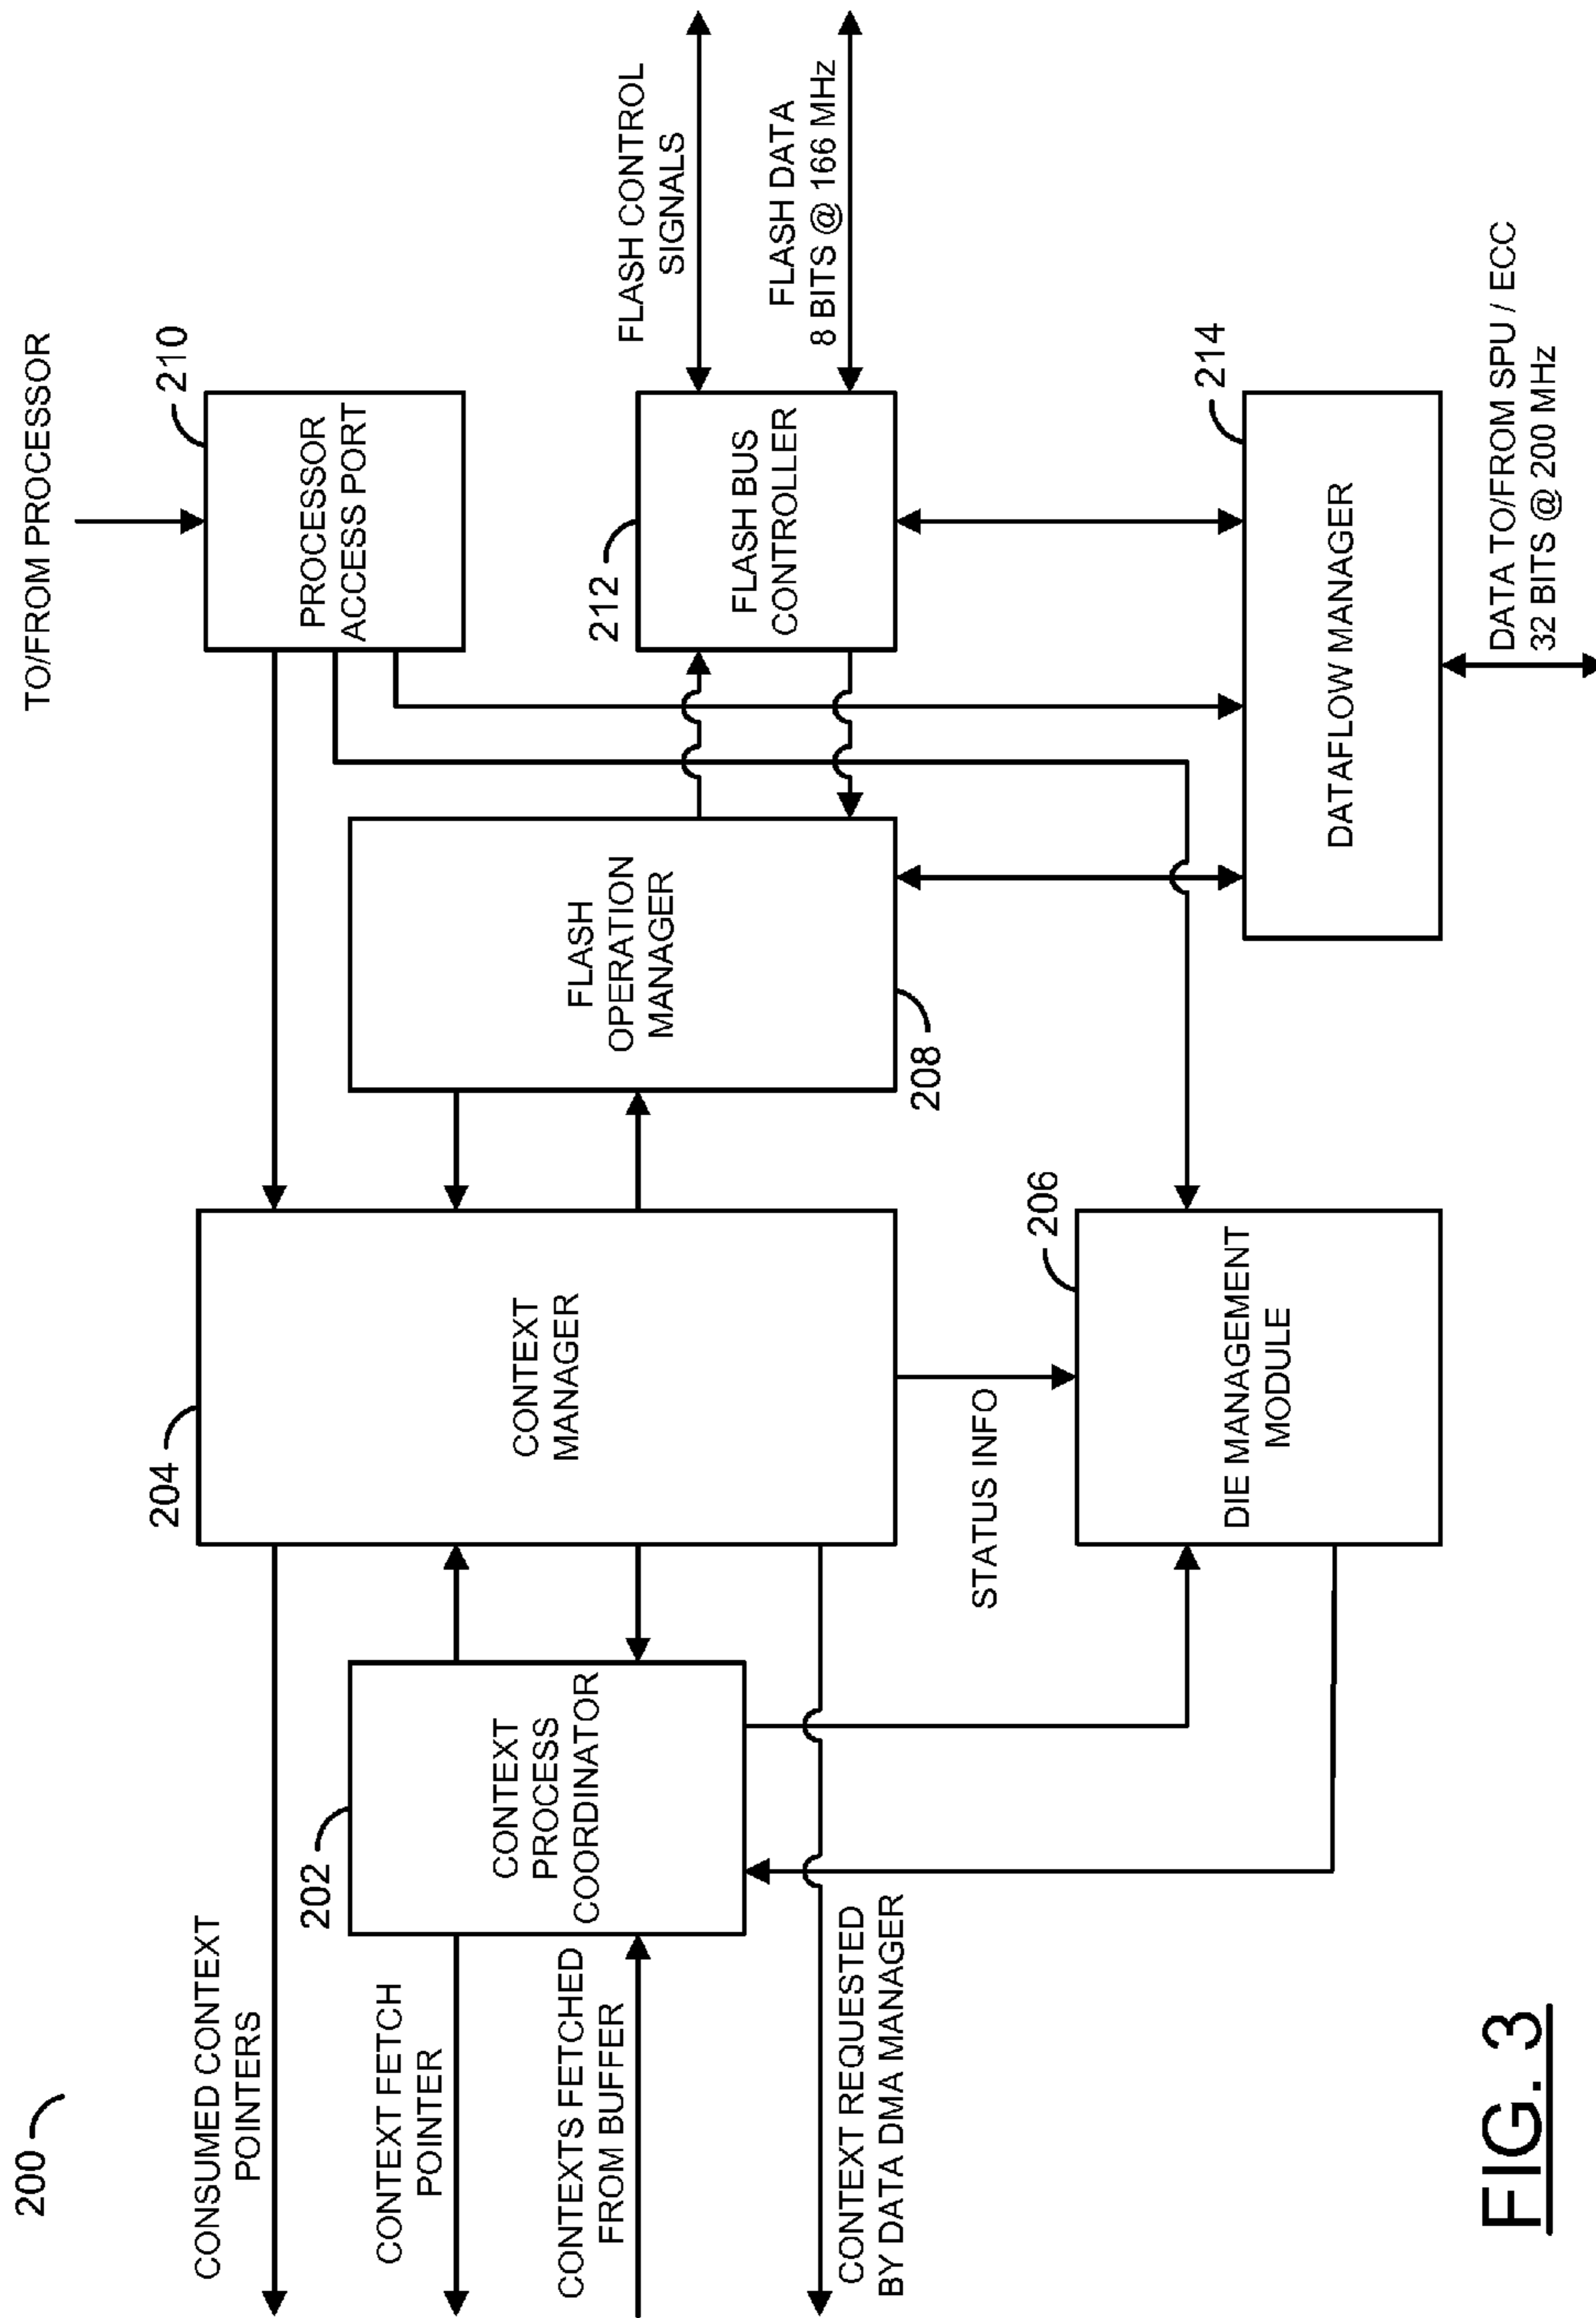 200
CONSUMED CONTEXT
POINTERS
CONTEXT FETCH
POINTER
CONTEXTS FETCHED
FROM BUFFER
CONTEXT REQUESTED
BY DATA DMA MANAGER
202
CONTEXT
PROCESS
COORDINATOR
204
CONTEXT
MANAGER
STATUS INFO
206
DIE MANAGEMENT
MODULE
FLASH
OPERATION
MANAGER
208
TO/FROM PROCESSOR
210
PROCESSOR
ACCESS PORT
212
FLASH BUS
CONTROLLER
FLASH CONTROL
SIGNALS
FLASH DATA
8 BITS @ 166 MHz
214
DATAFLOW MANAGER
DATA TO/FROM SPU / ECC
32 BITS @ 200 MHz
FIG. 3